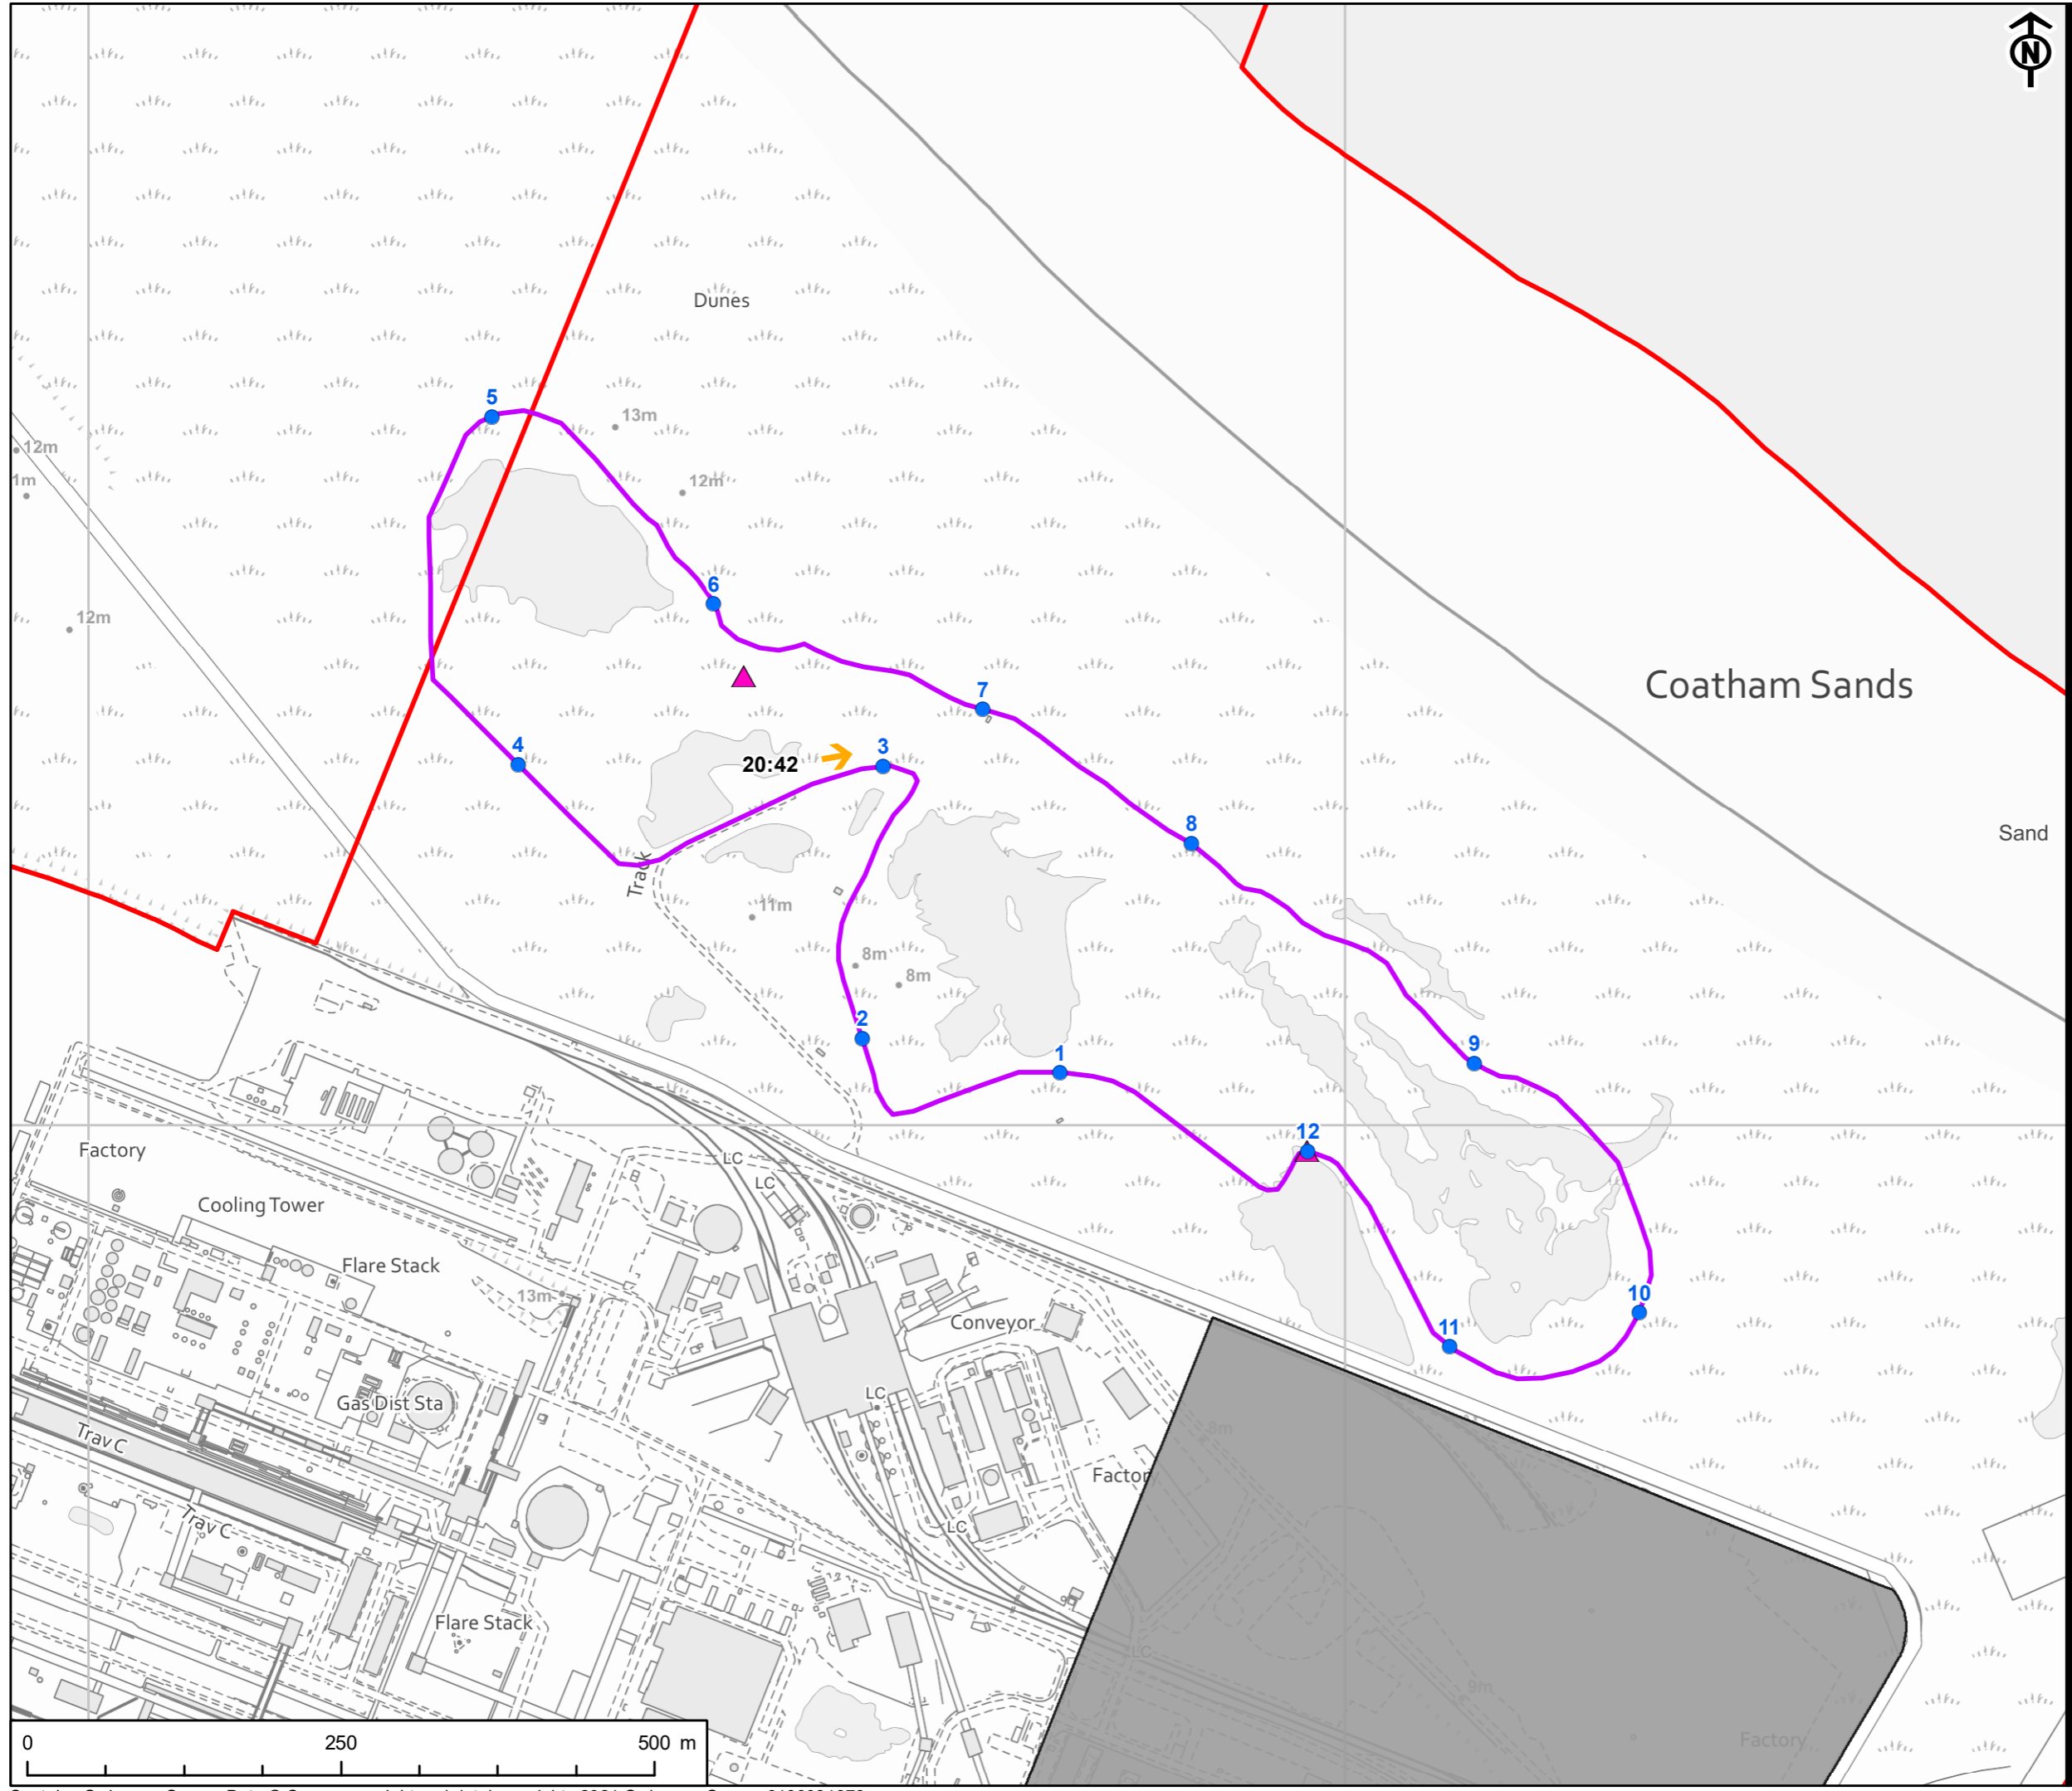 N
Dunes
5
13m
12m
12m
1m
6
12m
7
Coatham Sands
4
20:42
3
8
Sand
Track
11m
8m
8m
2
1
9
12
Factory
LC
LC
Cooling Tower
Flare Stack
13m
10
11
Conveyor
LC
Gas Dist Sta
8m
Trav C
Factor
Trav C
LC
Flare Stack
LC
9m
Factory
0 250 500 m